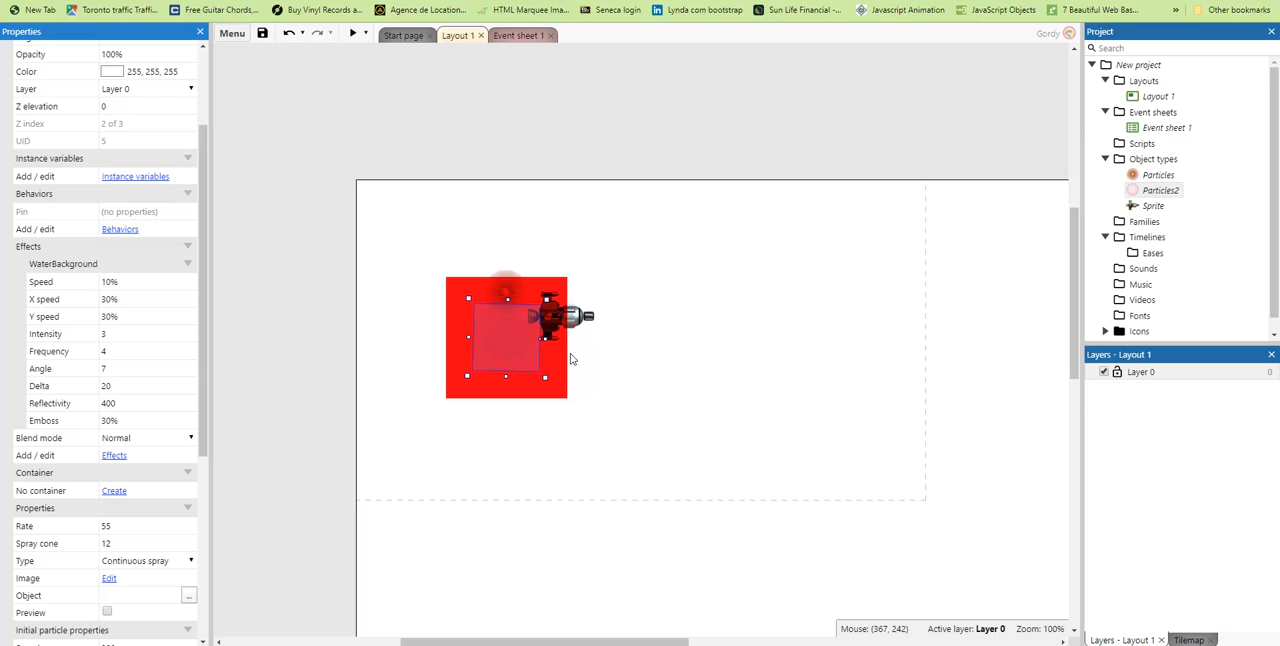 New Tab
Toronto traffic Traffi...
Free Guitar Chords,...
Buy Vinyl Records a...
Agence de Location...
HTML Marquee Ima...
Seneca login
Lynda com bootstrap
Sun Life Financial -...
Javascript Animation
JavaScript Objects
7 Beautiful Web Bas...
»
Other bookmarks
Properties
Menu
Start page
Layout 1
Event sheet 1
Gordy
Opacity 100%
Color 255, 255, 255
Layer Layer 0
Z elevation 0
Z index 2 of 3
UID 5
Instance variables
Add / edit Instance variables
Behaviors
Pin (no properties)
Add / edit Behaviors
Effects
WaterBackground
Speed 10%
X speed 30%
Y speed 30%
Intensity 3
Frequency 4
Angle 7
Delta 20
Reflectivity 400
Emboss 30%
Blend mode Normal
Add / edit Effects
Container
No container Create
Properties
Rate 55
Spray cone 12
Type Continuous spray
Image Edit
Object ...
Preview
Initial particle properties
Mouse: (367, 242) Active layer: Layer 0 Zoom: 100%
Project
Search
New project
Layouts
Layout 1
Event sheets
Event sheet 1
Scripts
Object types
Particles
Particles2
Sprite
Families
Timelines
Eases
Sounds
Music
Videos
Fonts
Icons
Layers - Layout 1
Layer 0 0
Layers - Layout 1
Tilemap